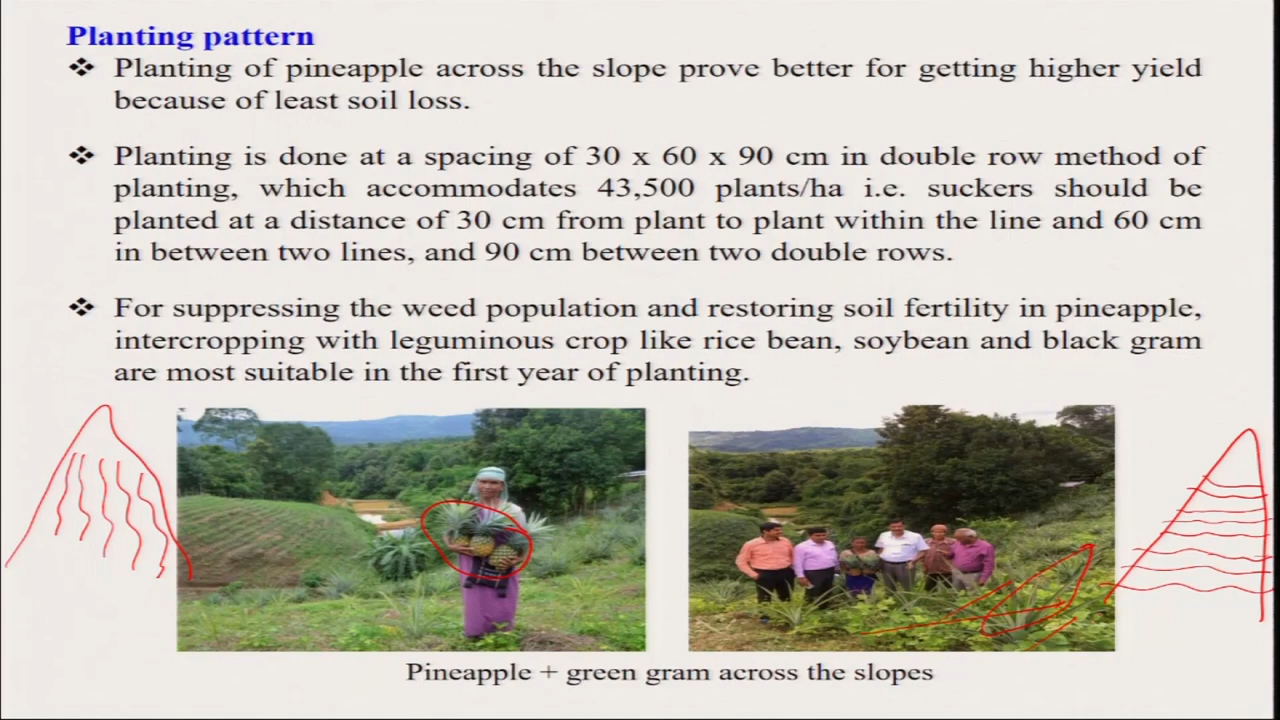 Planting pattern
❖ Planting of pineapple across the slope prove better for getting higher yield
because of least soil loss.
❖ Planting is done at a spacing of 30 x 60 x 90 cm in double row method of
planting, which accommodates 43,500 plants/ha i.e. suckers should be
planted at a distance of 30 cm from plant to plant within the line and 60 cm
in between two lines, and 90 cm between two double rows.
❖ For suppressing the weed population and restoring soil fertility in pineapple,
intercropping with leguminous crop like rice bean, soybean and black gram
are most suitable in the first year of planting.
Pineapple + green gram across the slopes